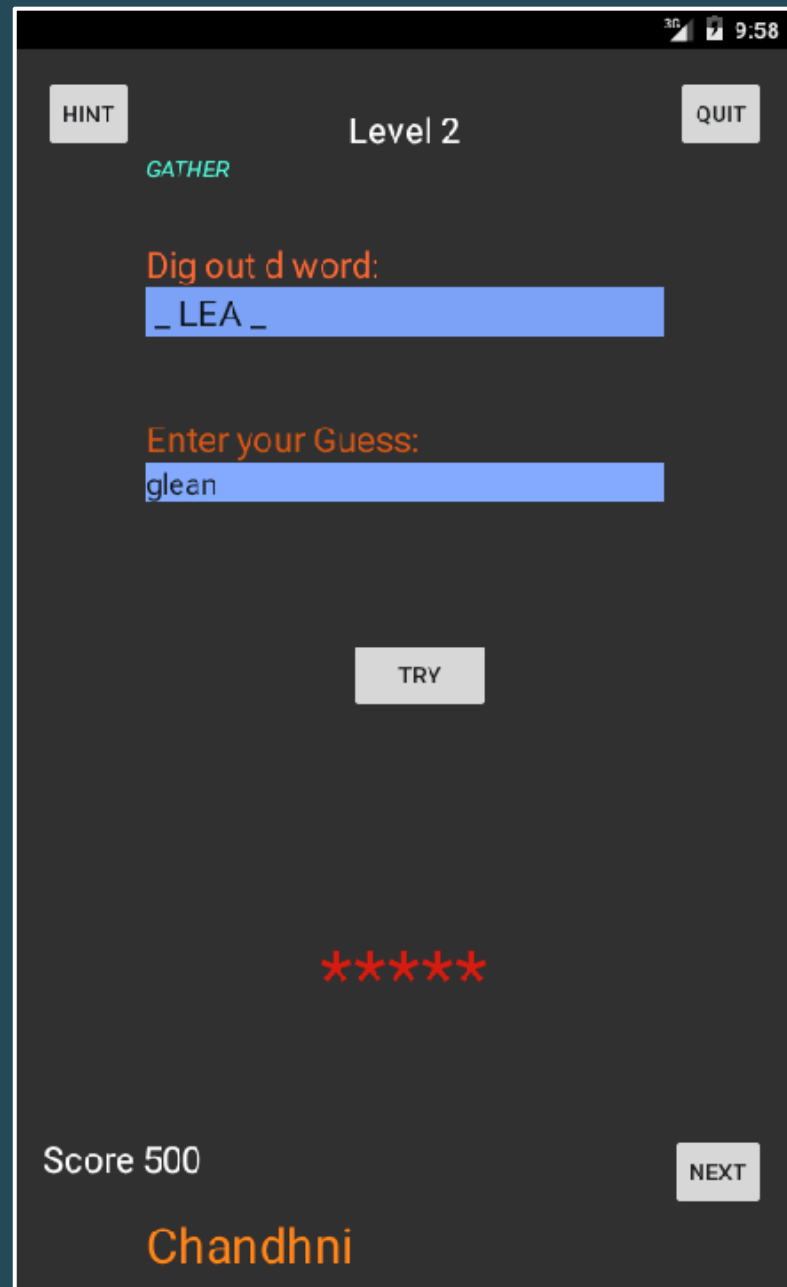 3G 9:58
HINT Level 2 QUIT
GATHER
Dig out d word:
_ LEA _
Enter your Guess:
glean
TRY
*****
Score 500 NEXT
Chandhni